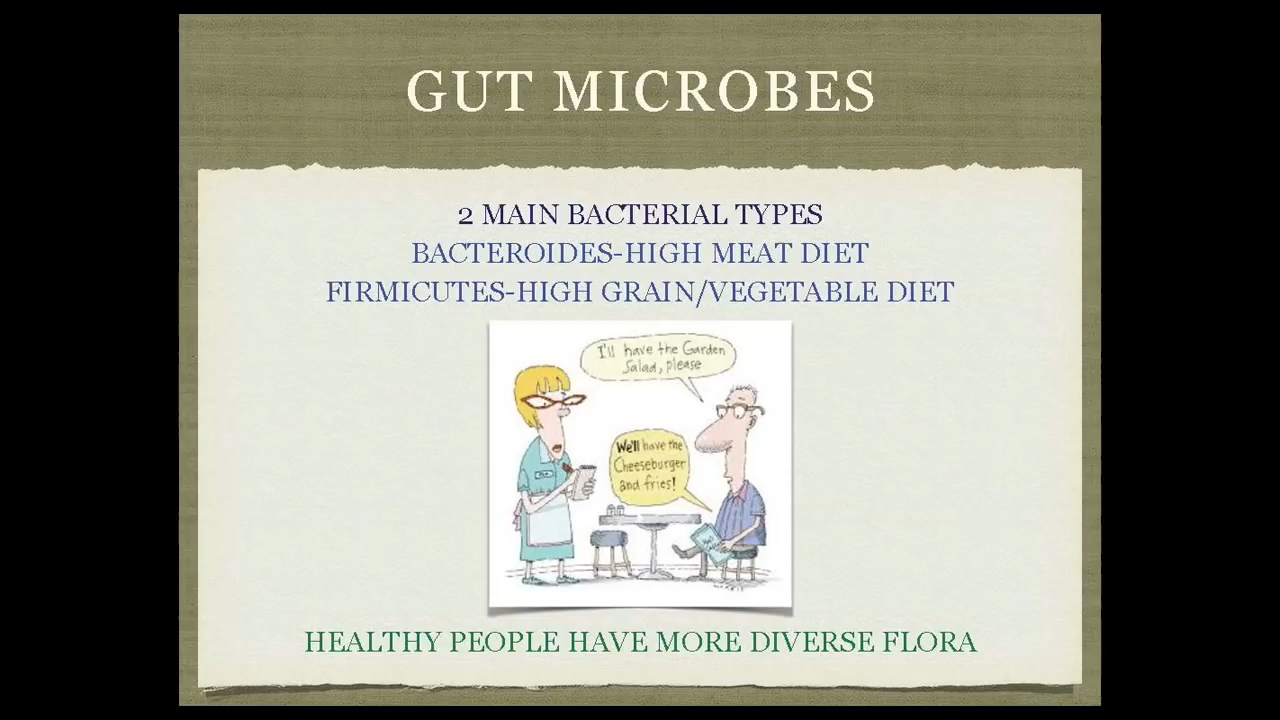 GUT MICROBES
2 MAIN BACTERIAL TYPES
BACTEROIDES-HIGH MEAT DIET
FIRMICUTES-HIGH GRAIN/VEGETABLE DIET
I'll have the Garden
Salad, please
We'll have the
Cheeseburger
and fries!
HEALTHY PEOPLE HAVE MORE DIVERSE FLORA